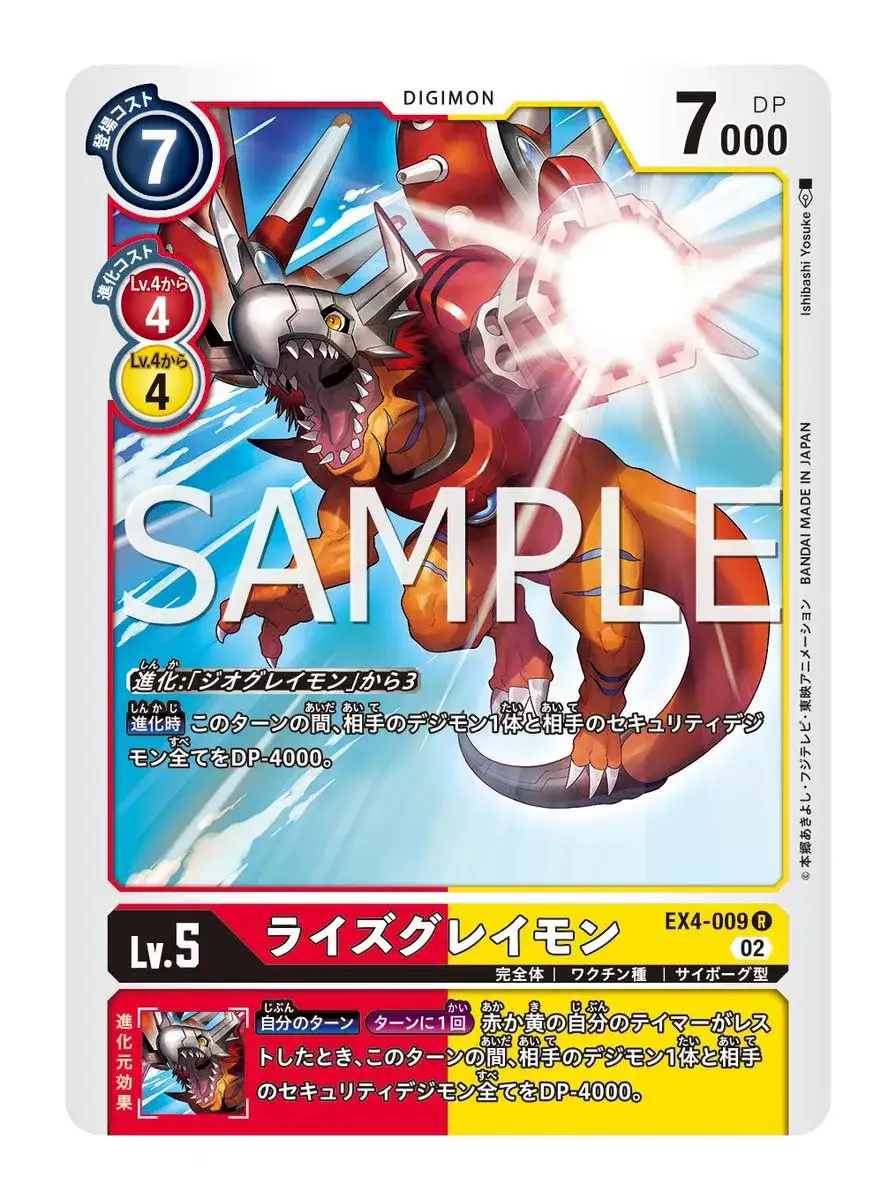 DIGIMON
登場コスト
7
DP
7000
進化コスト
Lv.4から
4
Lv.4から
4
Ishibashi Yosuke
SAMPLE
進化:「ジオグレイモン」から3
進化時 このターンの間、相手のデジモン1体と相手のセキュリティデジ
モン全てをDP-4000。
© 本郷あきよし・フジテレビ・東映アニメーション BANDAI MADE IN JAPAN
Lv.5
ライズグレイモン
EX4-009 R
02
完全体 | ワクチン種 | サイボーグ型
進化元効果
自分のターン ターンに1回 赤か黄の自分のテイマーがレス
トしたとき、このターンの間、相手のデジモン1体と相手
のセキュリティデジモン全てをDP-4000。